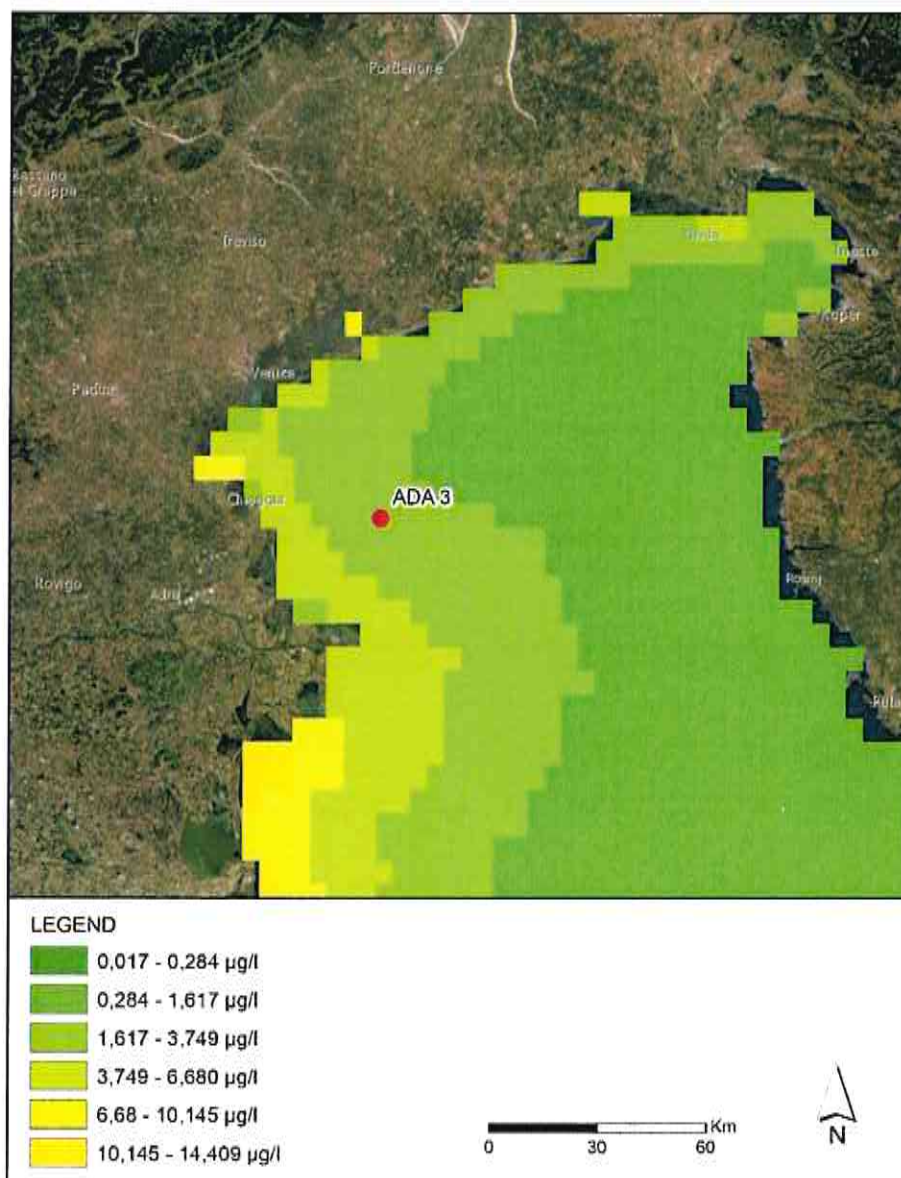 Pordenone
Bassano
el Grappa
Treviso
Trieste
Koper
Venice
Padua
ADA 3
Chioggia
Rovigo
Adria
Rovinj
Pula
LEGEND
0,017 - 0,284 µg/l
0,284 - 1,617 µg/l
1,617 - 3,749 µg/l
3,749 - 6,680 µg/l
6,68 - 10,145 µg/l
10,145 - 14,409 µg/l
Km
0 30 60
N